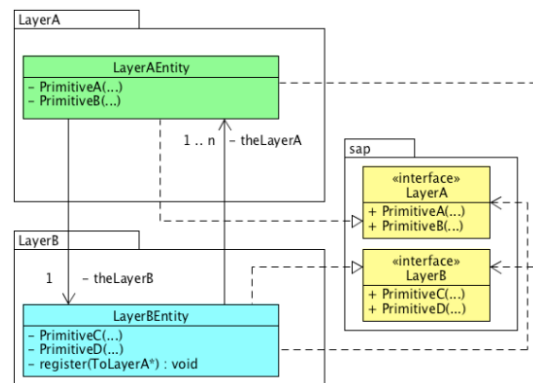 LayerA
LayerAEntity
– PrimitiveA(...)
– PrimitiveB(...)
1 .. n – theLayerA
sap
«interface»
LayerA
+ PrimitiveA(...)
+ PrimitiveB(...)
LayerB
«interface»
LayerB
+ PrimitiveC(...)
+ PrimitiveD(...)
1 – theLayerB
LayerBEntity
– PrimitiveC(...)
– PrimitiveD(...)
– register(ToLayerA*) : void